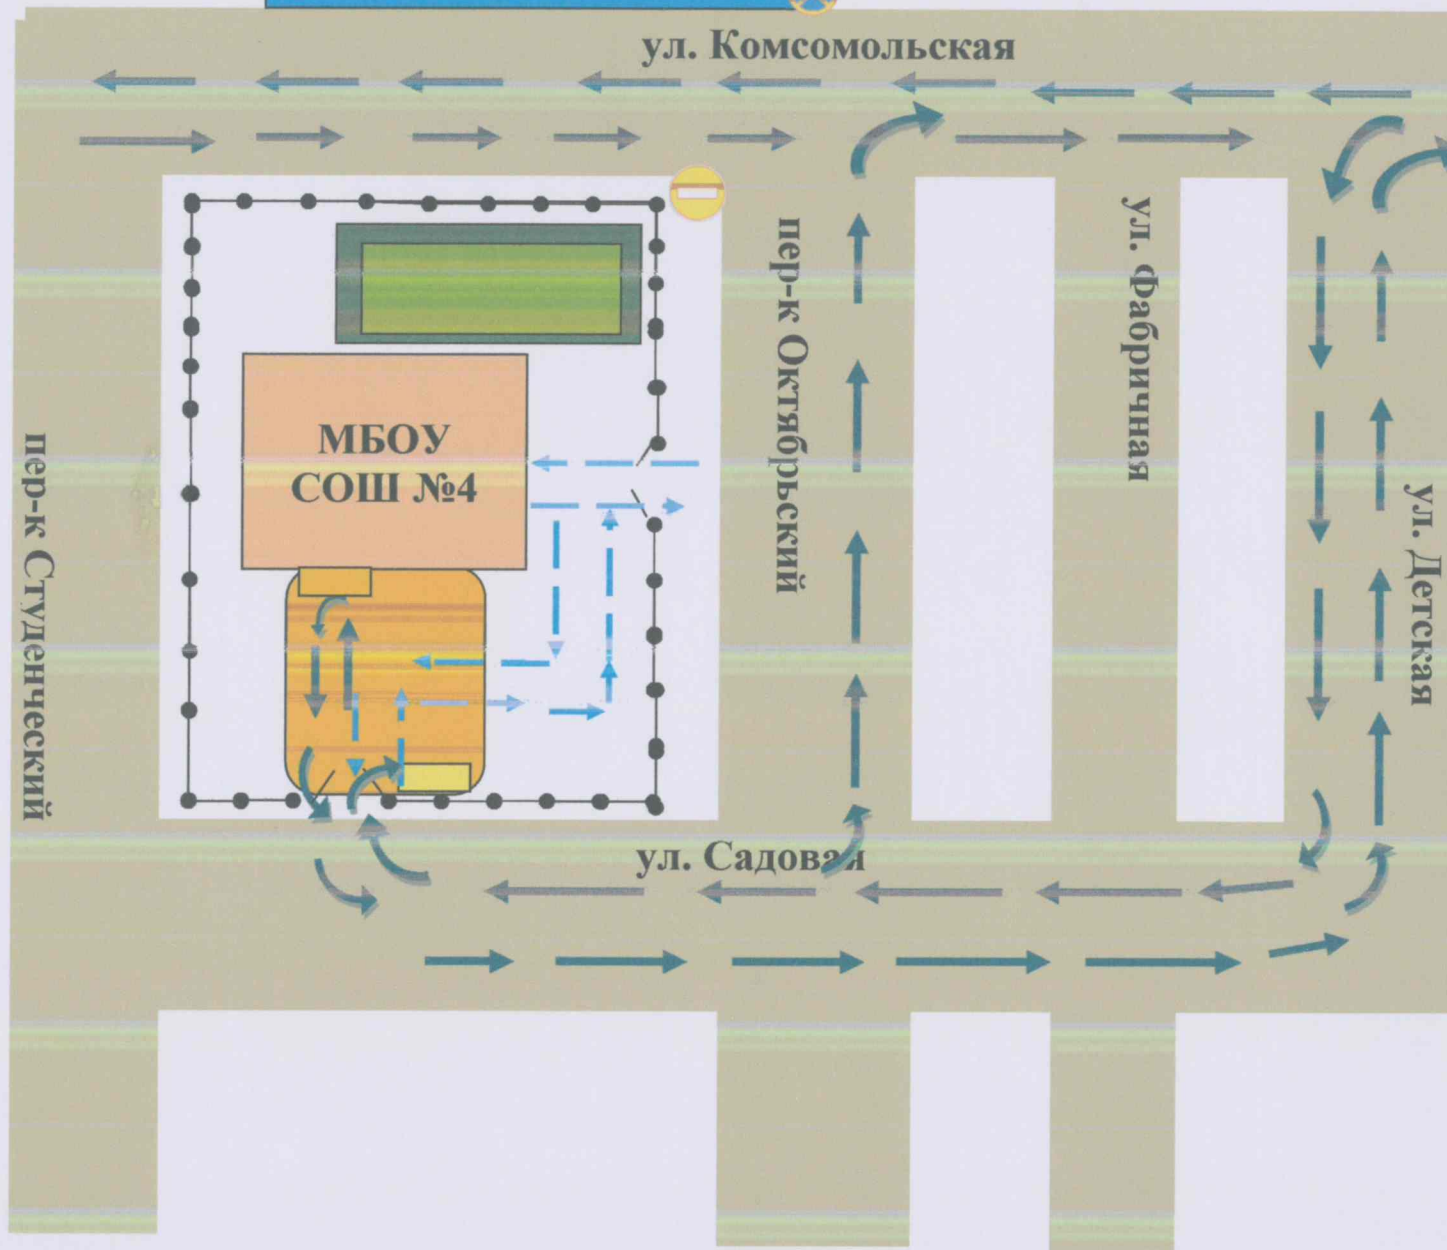 ул. Комсомольская
пер-к Октябрьский
ул. Фабричная
МБОУ
СОШ №4
пер-к Студенческий
ул. Детская
ул. Садовая